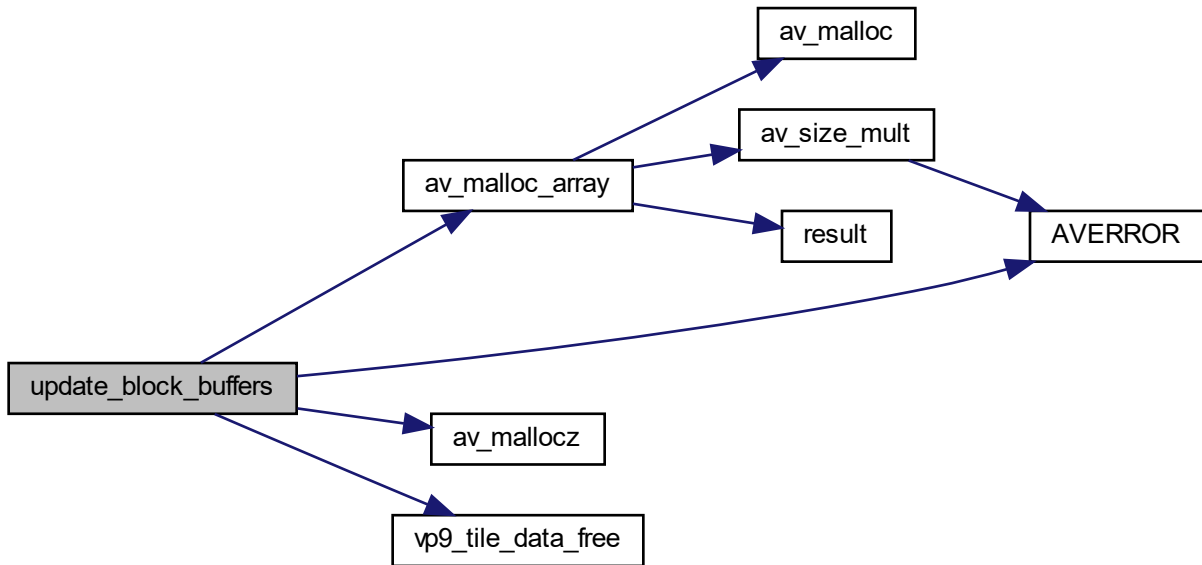 av_malloc
av_size_mult
av_malloc_array
result
AVERROR
update_block_buffers
av_mallocz
vp9_tile_data_free